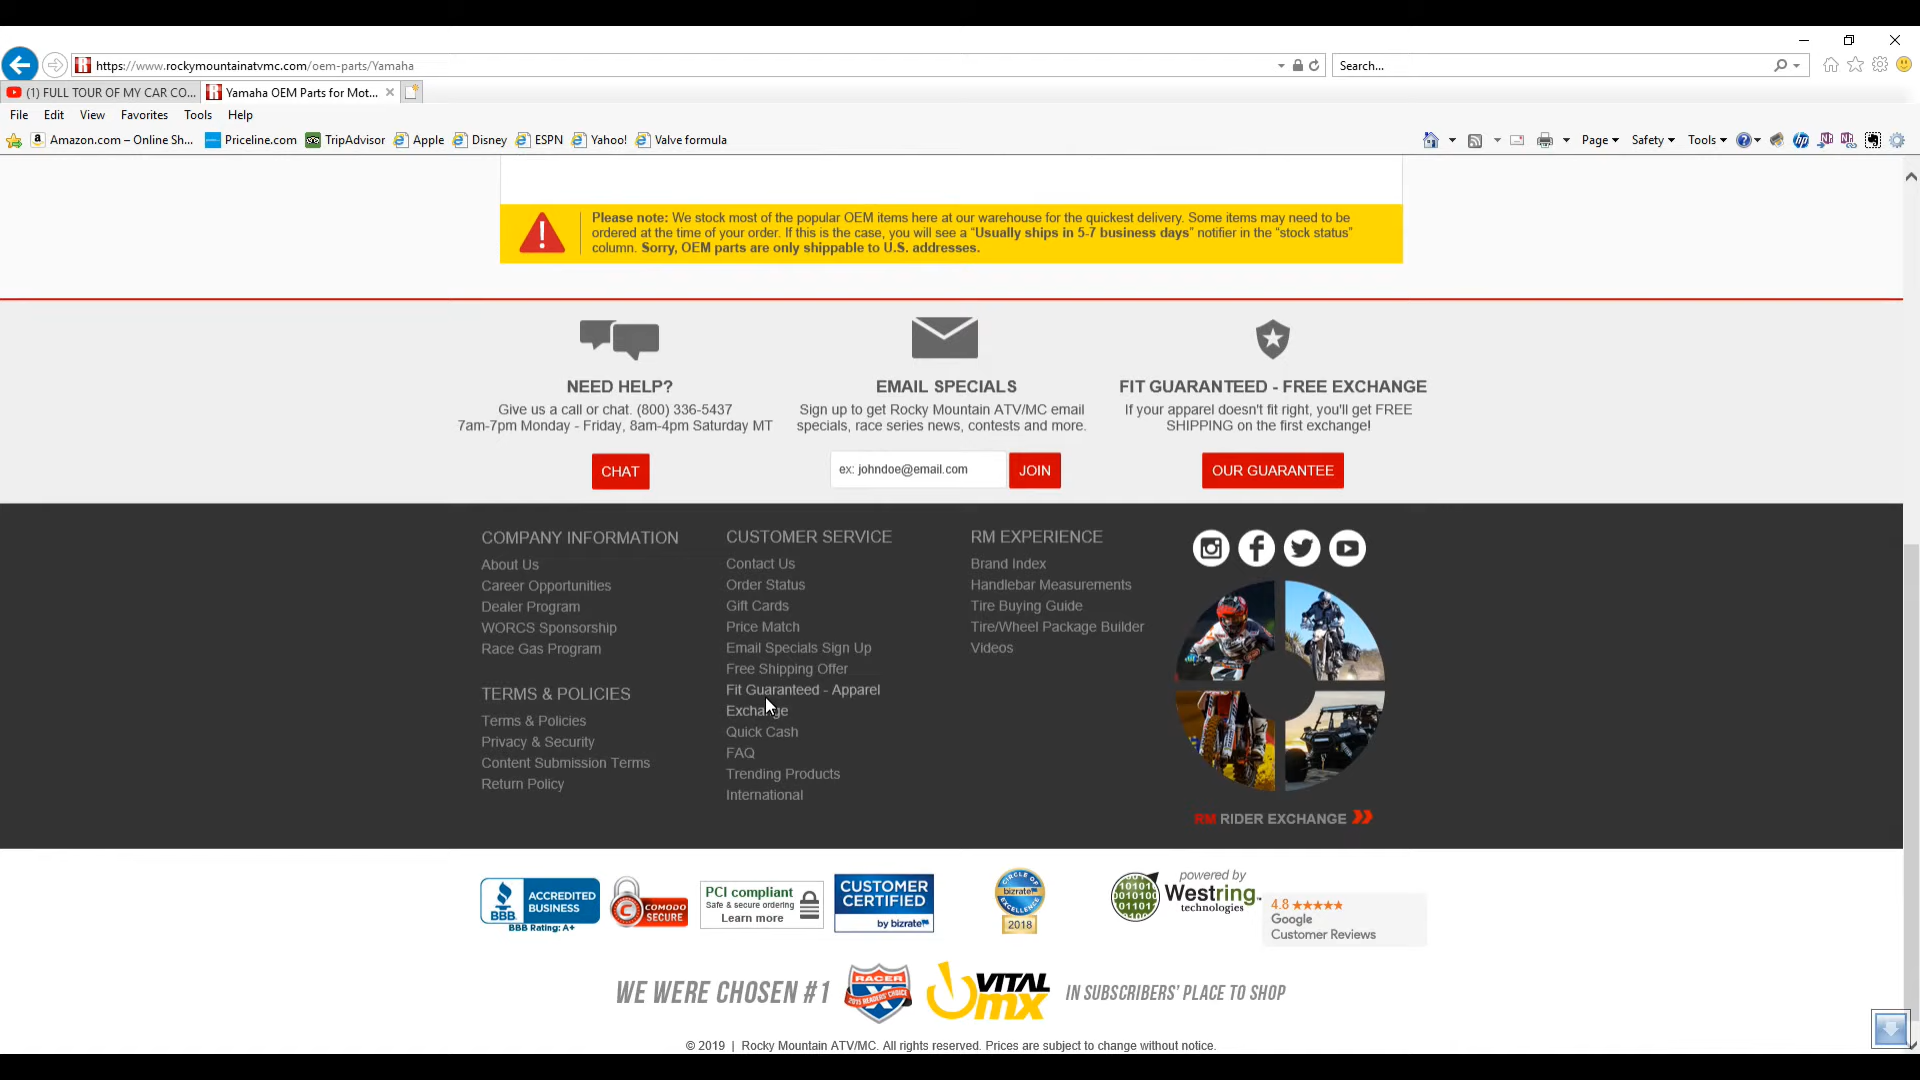 https://www.rockymountainatvmc.com/oem-parts/Yamaha
Search...
(1) FULL TOUR OF MY CAR CO...
Yamaha OEM Parts for Mot...
File Edit View Favorites Tools Help
Amazon.com – Online Sh... Priceline.com TripAdvisor Apple Disney ESPN Yahoo! Valve formula
Page Safety Tools
Please note: We stock most of the popular OEM items here at our warehouse for the quickest delivery. Some items may need to be
ordered at the time of your order. If this is the case, you will see a “Usually ships in 5-7 business days” notifier in the “stock status”
column. Sorry, OEM parts are only shippable to U.S. addresses.
NEED HELP?
Give us a call or chat. (800) 336-5437
7am-7pm Monday - Friday, 8am-4pm Saturday MT
CHAT
EMAIL SPECIALS
Sign up to get Rocky Mountain ATV/MC email
specials, race series news, contests and more.
ex: johndoe@email.com JOIN
FIT GUARANTEED - FREE EXCHANGE
If your apparel doesn't fit right, you'll get FREE
SHIPPING on the first exchange!
OUR GUARANTEE
COMPANY INFORMATION
About Us
Career Opportunities
Dealer Program
WORCS Sponsorship
Race Gas Program
TERMS & POLICIES
Terms & Policies
Privacy & Security
Content Submission Terms
Return Policy
CUSTOMER SERVICE
Contact Us
Order Status
Gift Cards
Price Match
Email Specials Sign Up
Free Shipping Offer
Fit Guaranteed - Apparel
Exchange
Quick Cash
FAQ
Trending Products
International
RM EXPERIENCE
Brand Index
Handlebar Measurements
Tire Buying Guide
Tire/Wheel Package Builder
Videos
RM RIDER EXCHANGE
BBB ACCREDITED
BUSINESS
BBB Rating: A+
COMODO
SECURE
PCI compliant
Safe & secure ordering
Learn more
CUSTOMER
CERTIFIED
by bizrate
CIRCLE OF
bizrate
EXCELLENCE
2018
powered by
Westring
technologies
4.8
Google
Customer Reviews
WE WERE CHOSEN #1
RACER
X
2015 READERS' CHOICE
VITAL
MX
IN SUBSCRIBERS' PLACE TO SHOP
© 2019 | Rocky Mountain ATV/MC. All rights reserved. Prices are subject to change without notice.